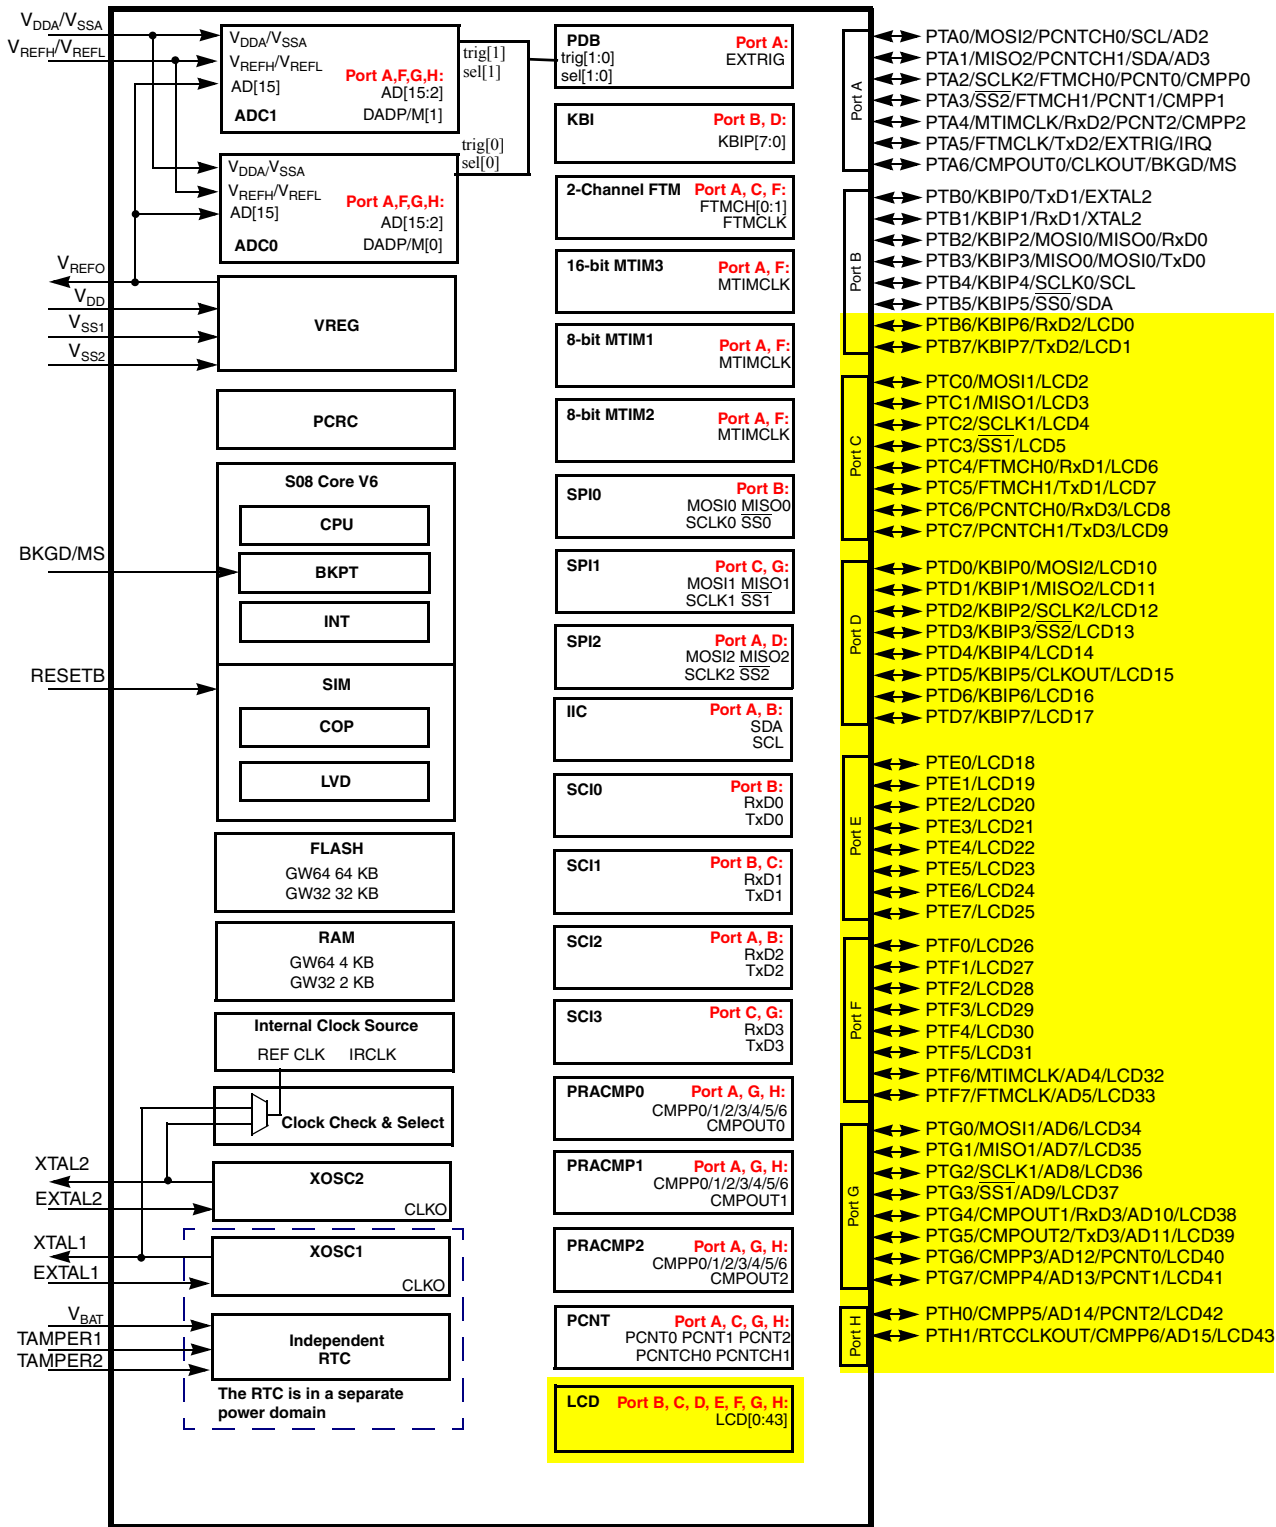 VDDA/VSSA
VREFH/VREFL
VDDA/VSSA
VREFH/VREFL
AD[15]
ADC1
Port A,F,G,H:
AD[15:2]
DADP/M[1]
trig[1]
sel[1]
VDDA/VSSA
VREFH/VREFL
AD[15]
ADC0
Port A,F,G,H:
AD[15:2]
DADP/M[0]
trig[0]
sel[0]
VREFO
VDD
VSS1
VSS2
VREG
PCRC
S08 Core V6
CPU
BKGD/MS
BKPT
INT
RESETB
SIM
COP
LVD
FLASH
GW64 64 KB
GW32 32 KB
RAM
GW64 4 KB
GW32 2 KB
Internal Clock Source
REF CLK IRCLK
Clock Check & Select
XTAL2
EXTAL2
XOSC2
CLKO
XTAL1
EXTAL1
XOSC1
CLKO
VBAT
TAMPER1
TAMPER2
Independent
RTC
The RTC is in a separate
power domain
PDB Port A:
trig[1:0] EXTRIG
sel[1:0]
KBI Port B, D:
KBIP[7:0]
2-Channel FTM Port A, C, F:
FTMCH[0:1]
FTMCLK
16-bit MTIM3 Port A, F:
MTIMCLK
8-bit MTIM1 Port A, F:
MTIMCLK
8-bit MTIM2 Port A, F:
MTIMCLK
SPI0 Port B:
MOSI0 MISO0
SCLK0 SS0
SPI1 Port C, G:
MOSI1 MISO1
SCLK1 SS1
SPI2 Port A, D:
MOSI2 MISO2
SCLK2 SS2
IIC Port A, B:
SDA
SCL
SCI0 Port B:
RxD0
TxD0
SCI1 Port B, C:
RxD1
TxD1
SCI2 Port A, B:
RxD2
TxD2
SCI3 Port C, G:
RxD3
TxD3
PRACMP0 Port A, G, H:
CMPP0/1/2/3/4/5/6
CMPOUT0
PRACMP1 Port A, G, H:
CMPP0/1/2/3/4/5/6
CMPOUT1
PRACMP2 Port A, G, H:
CMPP0/1/2/3/4/5/6
CMPOUT2
PCNT Port A, C, G, H:
PCNT0 PCNT1 PCNT2
PCNTCH0 PCNTCH1
LCD Port B, C, D, E, F, G, H:
LCD[0:43]
Port A
PTA0/MOSI2/PCNTCH0/SCL/AD2
PTA1/MISO2/PCNTCH1/SDA/AD3
PTA2/SCLK2/FTMCH0/PCNT0/CMPP0
PTA3/SS2/FTMCH1/PCNT1/CMPP1
PTA4/MTIMCLK/RxD2/PCNT2/CMPP2
PTA5/FTMCLK/TxD2/EXTRIG/IRQ
PTA6/CMPOUT0/CLKOUT/BKGD/MS
Port B
PTB0/KBIP0/TxD1/EXTAL2
PTB1/KBIP1/RxD1/XTAL2
PTB2/KBIP2/MOSI0/MISO0/RxD0
PTB3/KBIP3/MISO0/MOSI0/TxD0
PTB4/KBIP4/SCLK0/SCL
PTB5/KBIP5/SS0/SDA
PTB6/KBIP6/RxD2/LCD0
PTB7/KBIP7/TxD2/LCD1
Port C
PTC0/MOSI1/LCD2
PTC1/MISO1/LCD3
PTC2/SCLK1/LCD4
PTC3/SS1/LCD5
PTC4/FTMCH0/RxD1/LCD6
PTC5/FTMCH1/TxD1/LCD7
PTC6/PCNTCH0/RxD3/LCD8
PTC7/PCNTCH1/TxD3/LCD9
Port D
PTD0/KBIP0/MOSI2/LCD10
PTD1/KBIP1/MISO2/LCD11
PTD2/KBIP2/SCLK2/LCD12
PTD3/KBIP3/SS2/LCD13
PTD4/KBIP4/LCD14
PTD5/KBIP5/CLKOUT/LCD15
PTD6/KBIP6/LCD16
PTD7/KBIP7/LCD17
Port E
PTE0/LCD18
PTE1/LCD19
PTE2/LCD20
PTE3/LCD21
PTE4/LCD22
PTE5/LCD23
PTE6/LCD24
PTE7/LCD25
Port F
PTF0/LCD26
PTF1/LCD27
PTF2/LCD28
PTF3/LCD29
PTF4/LCD30
PTF5/LCD31
PTF6/MTIMCLK/AD4/LCD32
PTF7/FTMCLK/AD5/LCD33
Port G
PTG0/MOSI1/AD6/LCD34
PTG1/MISO1/AD7/LCD35
PTG2/SCLK1/AD8/LCD36
PTG3/SS1/AD9/LCD37
PTG4/CMPOUT1/RxD3/AD10/LCD38
PTG5/CMPOUT2/TxD3/AD11/LCD39
PTG6/CMPP3/AD12/PCNT0/LCD40
PTG7/CMPP4/AD13/PCNT1/LCD41
Port H
PTH0/CMPP5/AD14/PCNT2/LCD42
PTH1/RTCCLKOUT/CMPP6/AD15/LCD43